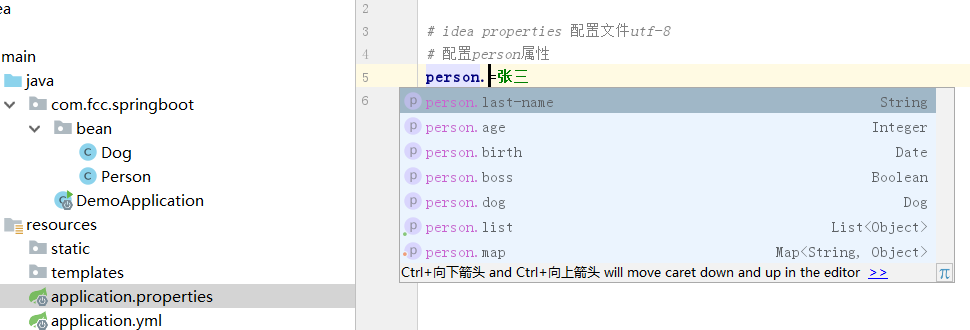 ea
main
java
com.fcc.springboot
bean
Dog
Person
DemoApplication
resources
static
templates
application.properties
application.yml
2
3 # idea properties 配置文件utf-8
4 # 配置person属性
5 person.=张三
6
p person.last-name String
p person.age Integer
p person.birth Date
p person.boss Boolean
p person.dog Dog
p person.list List<Object>
p person.map Map<String, Object>
Ctrl+向下箭头 and Ctrl+向上箭头 will move caret down and up in the editor >> π